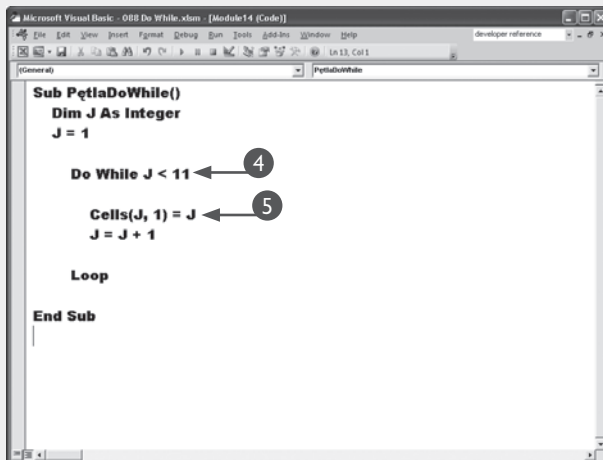 Microsoft Visual Basic - 088 Do While.xlsm - [Module14 (Code)]
File Edit View Insert Format Debug Run Tools Add-Ins Window Help developer reference
Ln 13, Col 1
(General) PętlaDoWhile
Sub PętlaDoWhile()
Dim J As Integer
J = 1
Do While J < 11
4
Cells(J, 1) = J
5
J = J + 1
Loop
End Sub